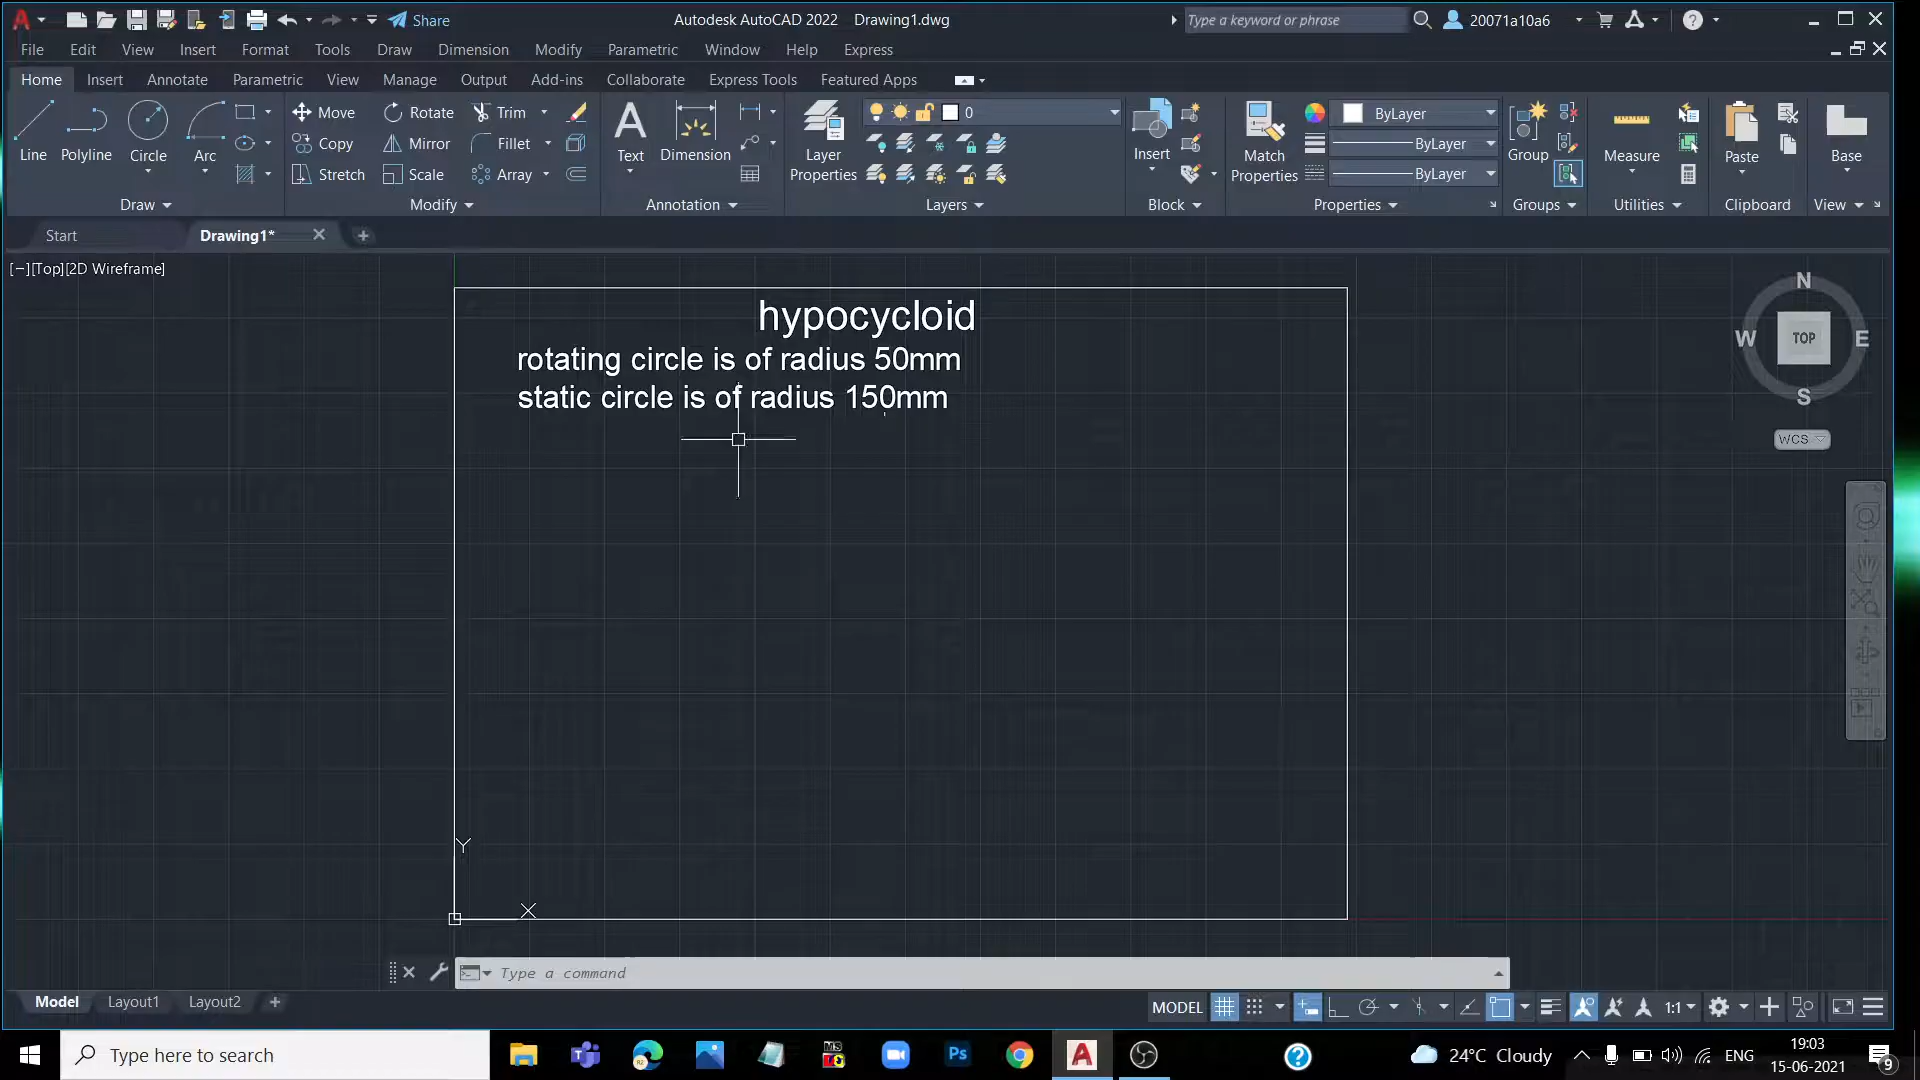 Share
Autodesk AutoCAD 2022 Drawing1.dwg
Type a keyword or phrase
20071a10a6
File Edit View Insert Format Tools Draw Dimension Modify Parametric Window Help Express
Home Insert Annotate Parametric View Manage Output Add-ins Collaborate Express Tools Featured Apps
Line Polyline Circle Arc
Move Rotate Trim
Copy Mirror Fillet
Stretch Scale Array
Text Dimension
Layer Properties
0
Insert
Match Properties
ByLayer
ByLayer
ByLayer
Group
Measure
Paste
Base
Draw Modify Annotation Layers Block Properties Groups Utilities Clipboard View
Start Drawing1*
[−][Top][2D Wireframe]
hypocycloid
rotating circle is of radius 50mm
static circle is of radius 150mm
N
W TOP E
S
WCS
Y
X
Type a command
Model Layout1 Layout2
MODEL 1:1
Type here to search
Ps
24°C Cloudy
ENG
19:03
15-06-2021
9